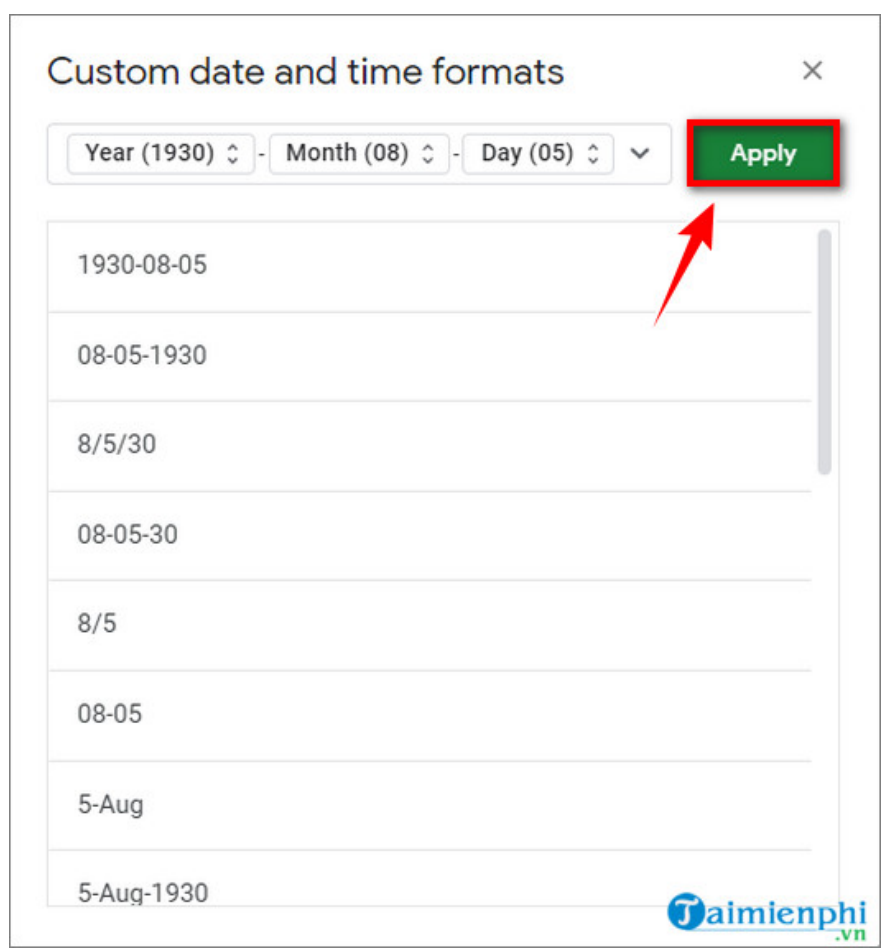 Custom date and time formats ×
Year (1930) - Month (08) - Day (05) Apply
1930-08-05
08-05-1930
8/5/30
08-05-30
8/5
08-05
5-Aug
5-Aug-1930
Taimienphi
.vn